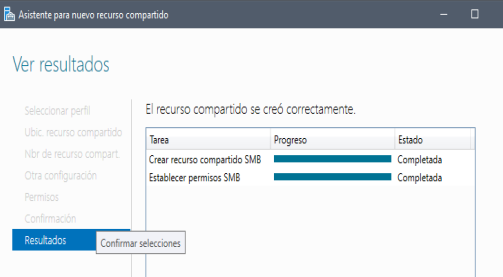 Asistente para nuevo recurso compartido
Ver resultados
Seleccionar perfil
Ubic. recurso compartido
Nbr de recurso compart.
Otra configuración
Permisos
Confirmación
Resultados
Confirmar selecciones
El recurso compartido se creó correctamente.
Tarea Progreso Estado
Crear recurso compartido SMB Completada
Establecer permisos SMB Completada